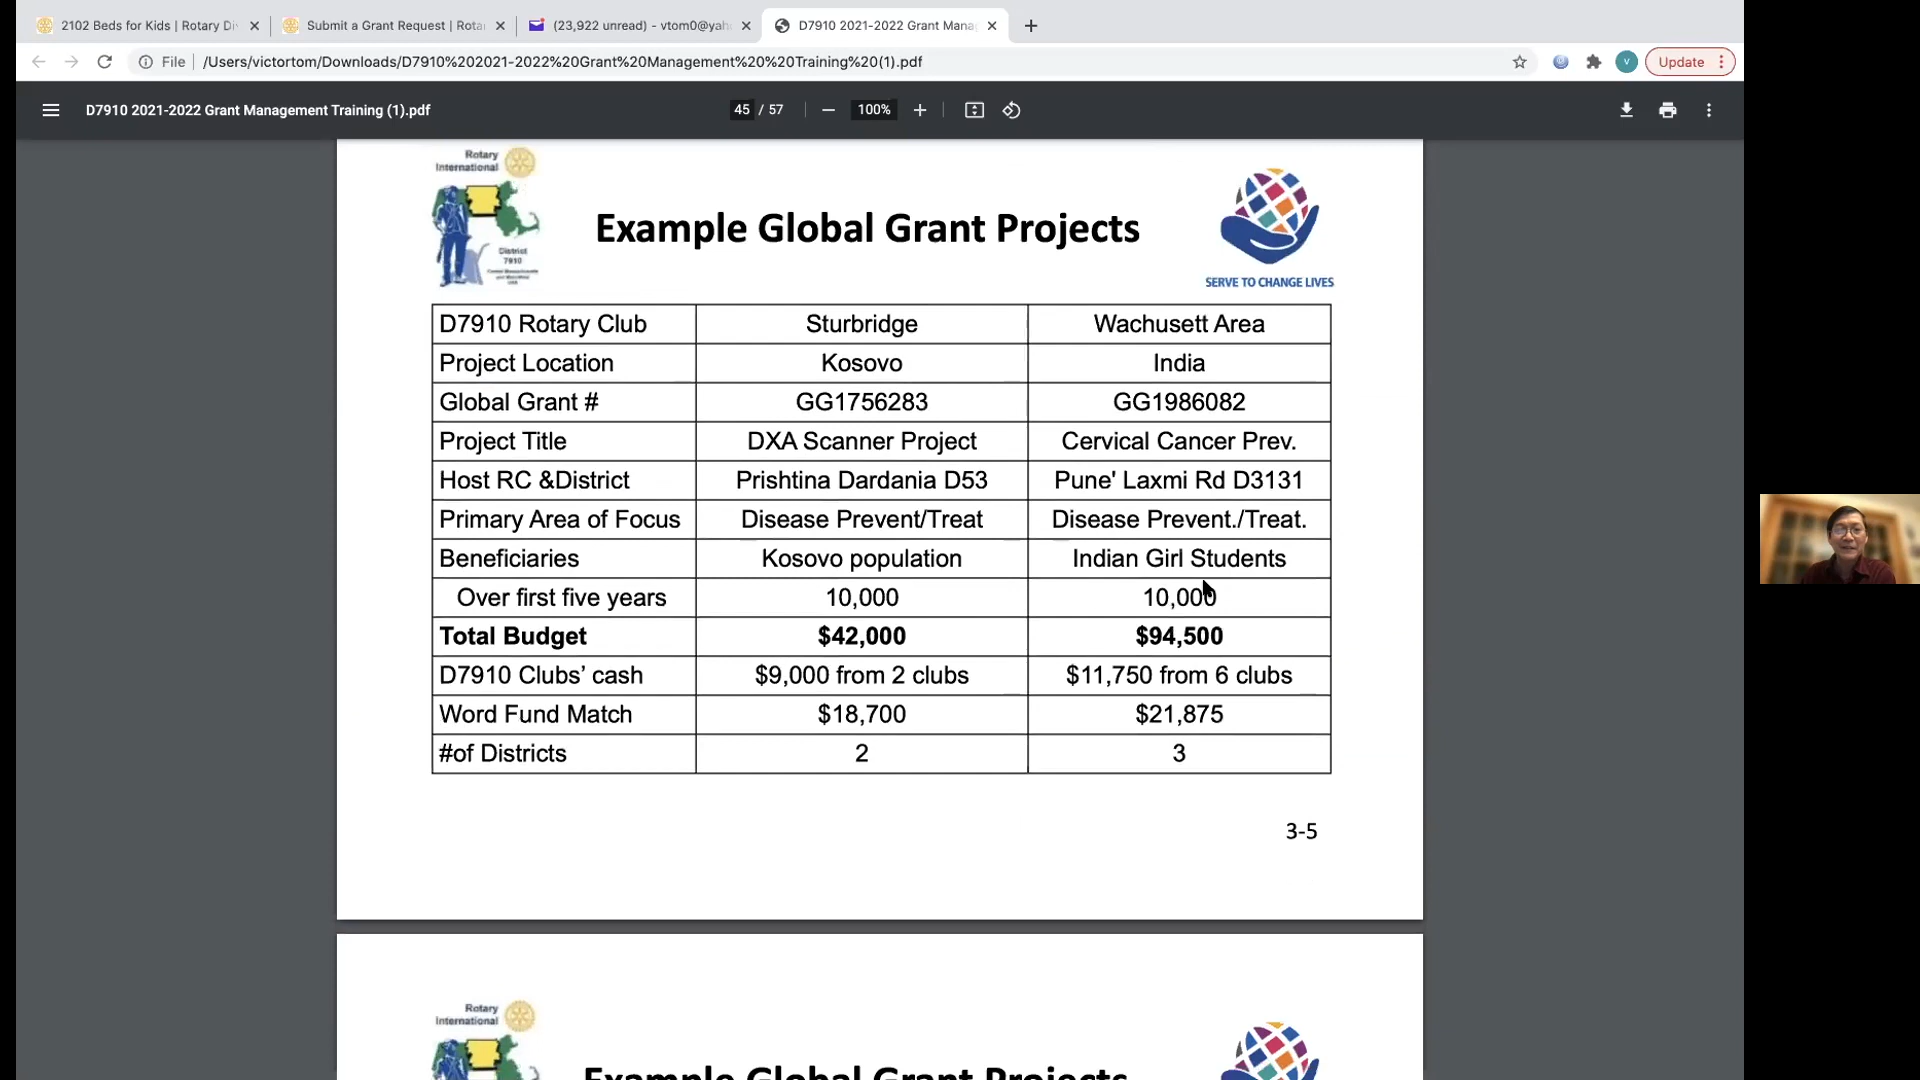 2102 Beds for Kids | Rotary Di
Submit a Grant Request | Rota
(23,922 unread) - vtom0@yah
D7910 2021-2022 Grant Mana
File
/Users/victortom/Downloads/D7910%202021-2022%20Grant%20Management%20%20Training%20(1).pdf
V
Update
D7910 2021-2022 Grant Management Training (1).pdf
45 / 57
100%
Rotary
International
District
7910
Example Global Grant Projects
SERVE TO CHANGE LIVES
D7910 Rotary Club Sturbridge Wachusett Area
Project Location Kosovo India
Global Grant # GG1756283 GG1986082
Project Title DXA Scanner Project Cervical Cancer Prev.
Host RC &District Prishtina Dardania D53 Pune' Laxmi Rd D3131
Primary Area of Focus Disease Prevent/Treat Disease Prevent./Treat.
Beneficiaries Kosovo population Indian Girl Students
Over first five years 10,000 10,000
Total Budget $42,000 $94,500
D7910 Clubs’ cash $9,000 from 2 clubs $11,750 from 6 clubs
Word Fund Match $18,700 $21,875
#of Districts 2 3
3-5
Rotary
International
Example Global Grant Projects